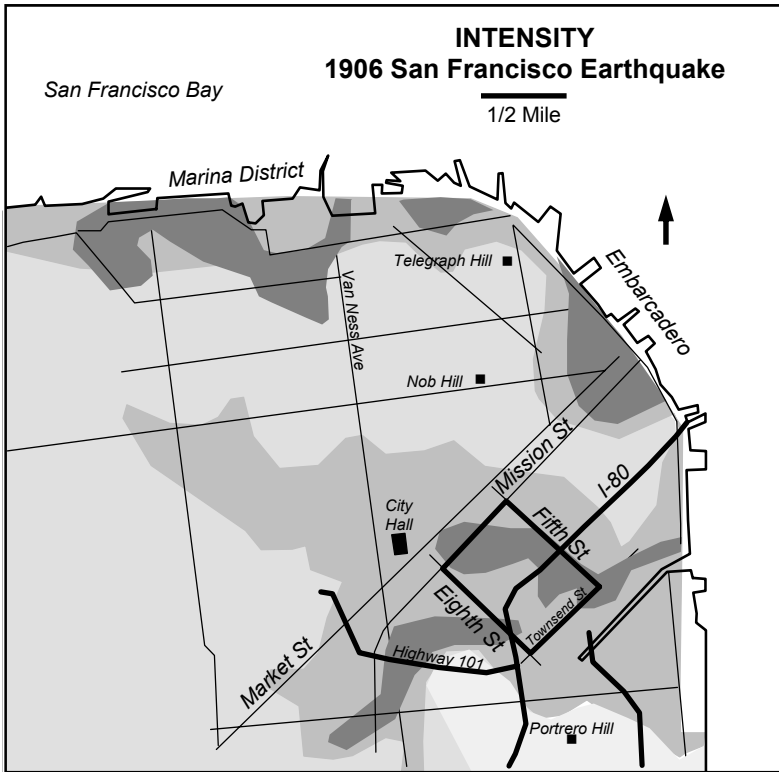 INTENSITY
1906 San Francisco Earthquake
San Francisco Bay
1/2 Mile
Marina District
Embarcadero
Telegraph Hill
Van Ness Ave
Nob Hill
Mission St
I-80
City
Hall
Fifth St
Eighth St
Townsend St
Market St
Highway 101
Portrero Hill